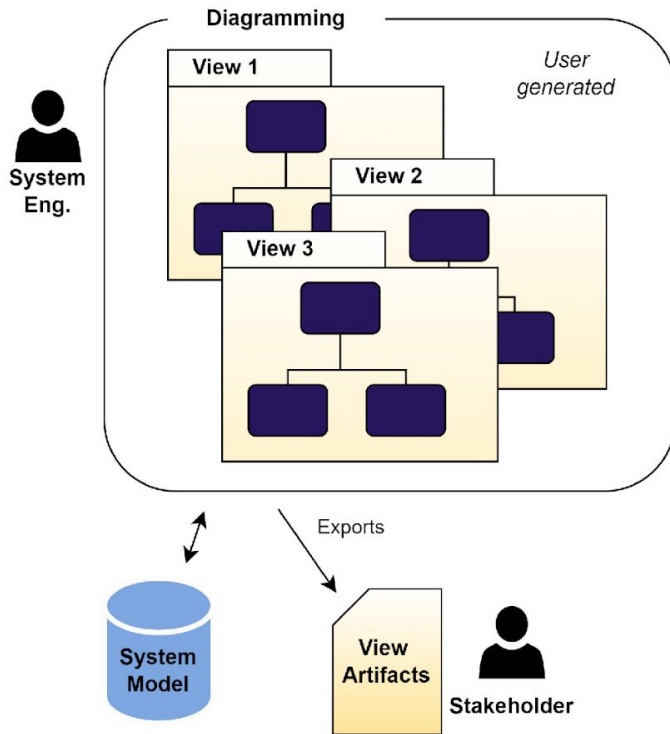 Diagramming
View 1
User
generated
System
Eng.
View 2
View 3
Exports
System
Model
View
Artifacts
Stakeholder